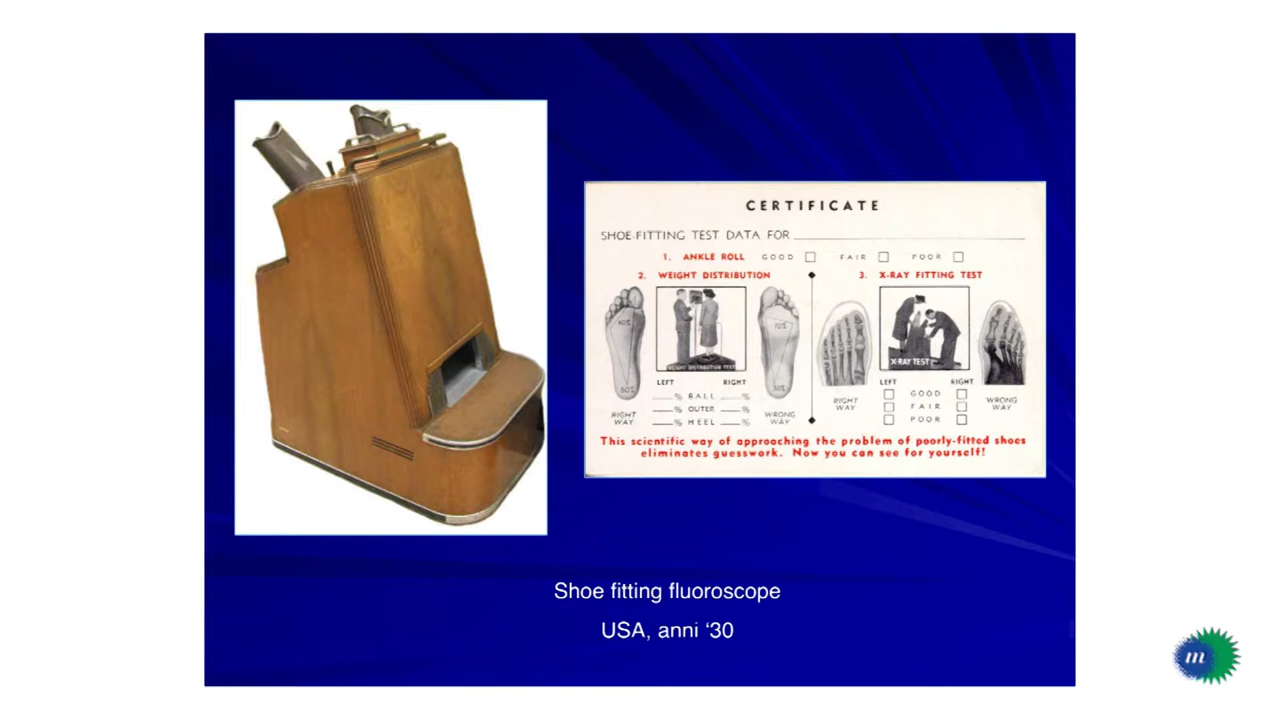 CERTIFICATE
SHOE-FITTING TEST DATA FOR
1. ANKLE ROLL GOOD FAIR POOR
2. WEIGHT DISTRIBUTION
3. X-RAY FITTING TEST
40%
60%
WEIGHT DISTRIBUTION TEST
70%
30%
X-RAY TEST
LEFT RIGHT
% BALL %
% OUTER %
% HEEL %
RIGHT WAY
WRONG WAY
LEFT RIGHT
GOOD
FAIR
POOR
RIGHT WAY
WRONG WAY
This scientific way of approaching the problem of poorly-fitted shoes
eliminates guesswork. Now you can see for yourself!
Shoe fitting fluoroscope
USA, anni ‘30
m